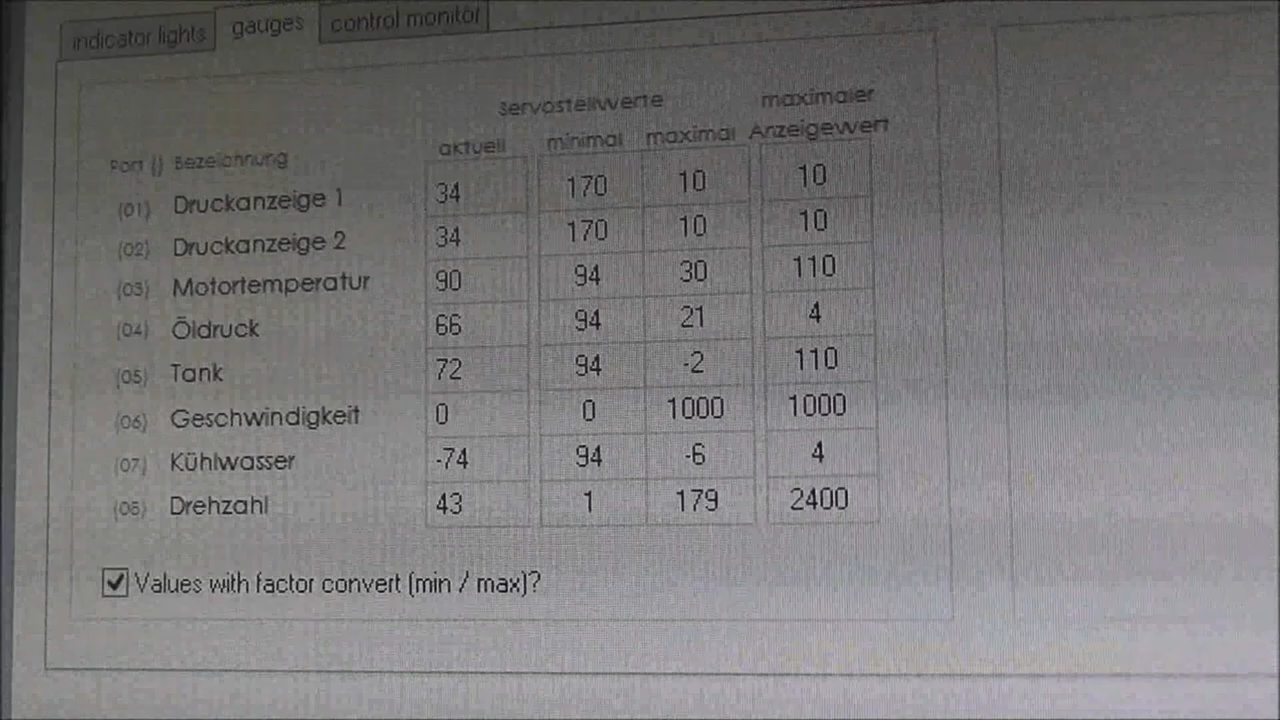 indicator lights gauges control monitor
Servostellwerte maximaler
Port () Bezeichnung aktuell minimal maximal Anzeigewert
(01) Druckanzeige 1 34 170 10 10
(02) Druckanzeige 2 34 170 10 10
(03) Motortemperatur 90 94 30 110
(04) Öldruck 66 94 21 4
(05) Tank 72 94 -2 110
(06) Geschwindigkeit 0 0 1000 1000
(07) Kühlwasser -74 94 -6 4
(08) Drehzahl 43 1 179 2400
Values with factor convert (min / max)?